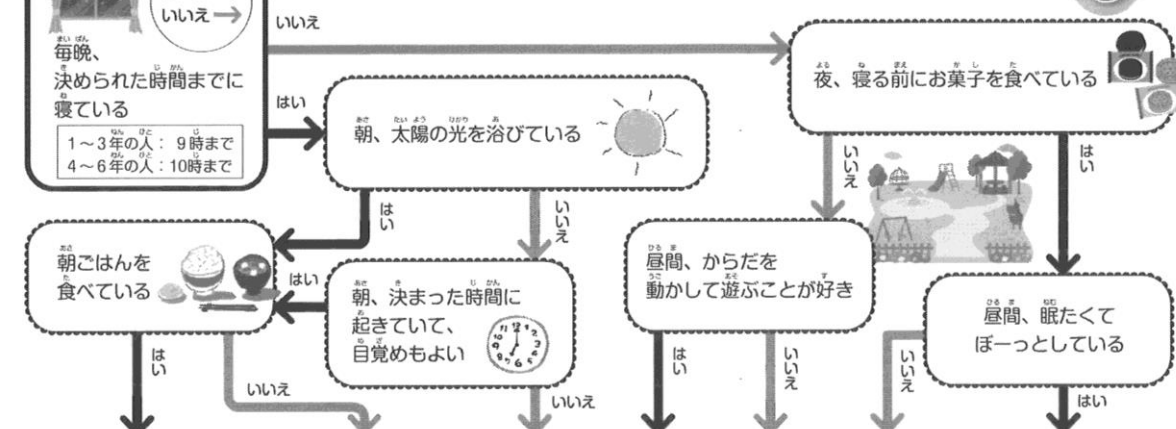 いいえ
毎晩、
決められた時間までに
寝ている
1～3年の人： 9時まで
4～6年の人：10時まで
いいえ
はい
朝、太陽の光を浴びている
夜、寝る前にお菓子を食べている
はい
いいえ
いいえ
はい
朝ごはんを
食べている
はい
朝、決まった時間に
起きていて、
目覚めもよい
昼間、からだを
動かして遊ぶことが好き
昼間、眠たくて
ぼーっとしている
はい
いいえ
いいえ
はい
いいえ
いいえ
はい